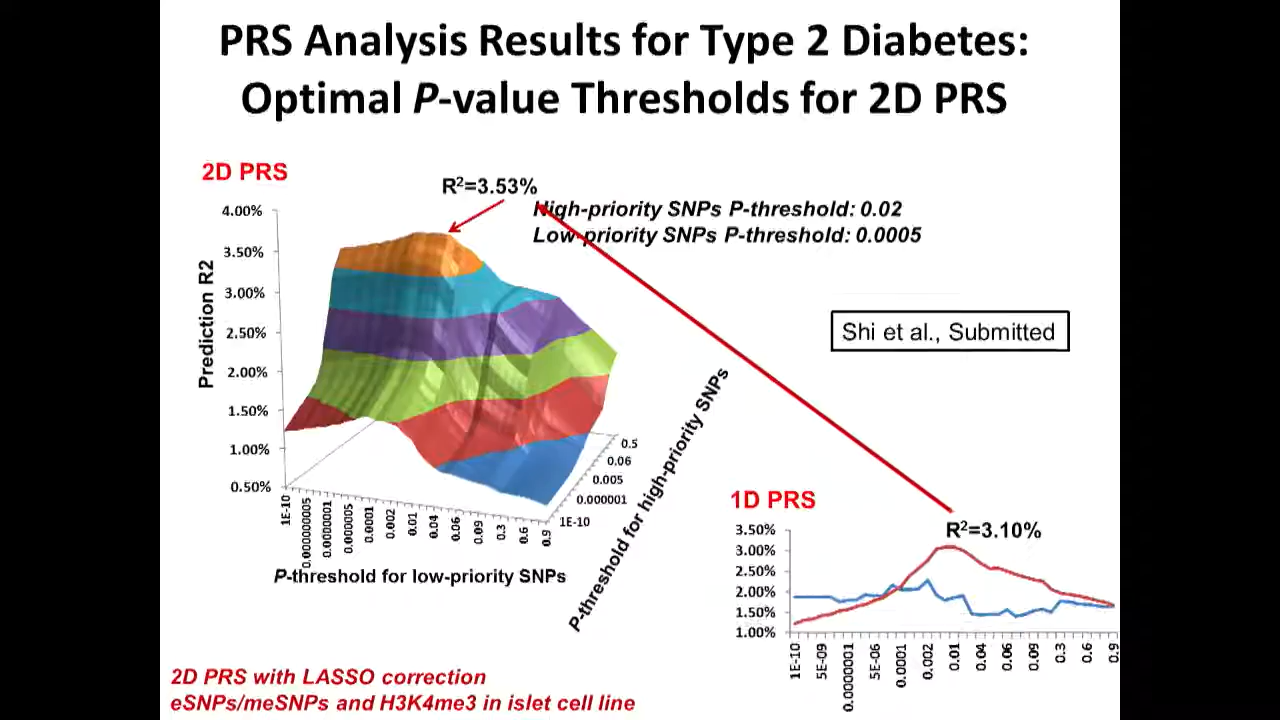 PRS Analysis Results for Type 2 Diabetes:
Optimal P-value Thresholds for 2D PRS
2D PRS
R²=3.53%
High-priority SNPs P-threshold: 0.02
Low-priority SNPs P-threshold: 0.0005
Prediction R2
4.00%
3.50%
3.00%
2.50%
2.00%
1.50%
1.00%
0.50%
1E-10
0.00000005
0.0000001
0.000005
0.0001
0.002
0.01
0.04
0.06
0.09
0.3
0.6
0.9
P-threshold for low-priority SNPs
0.5
0.06
0.005
0.000001
1E-10
P-threshold for high-priority SNPs
Shi et al., Submitted
1D PRS
R²=3.10%
3.50%
3.00%
2.50%
2.00%
1.50%
1.00%
1E-10
5E-09
0.0000001
5E-06
0.0001
0.002
0.01
0.04
0.06
0.09
0.3
0.6
0.9
2D PRS with LASSO correction
eSNPs/meSNPs and H3K4me3 in islet cell line